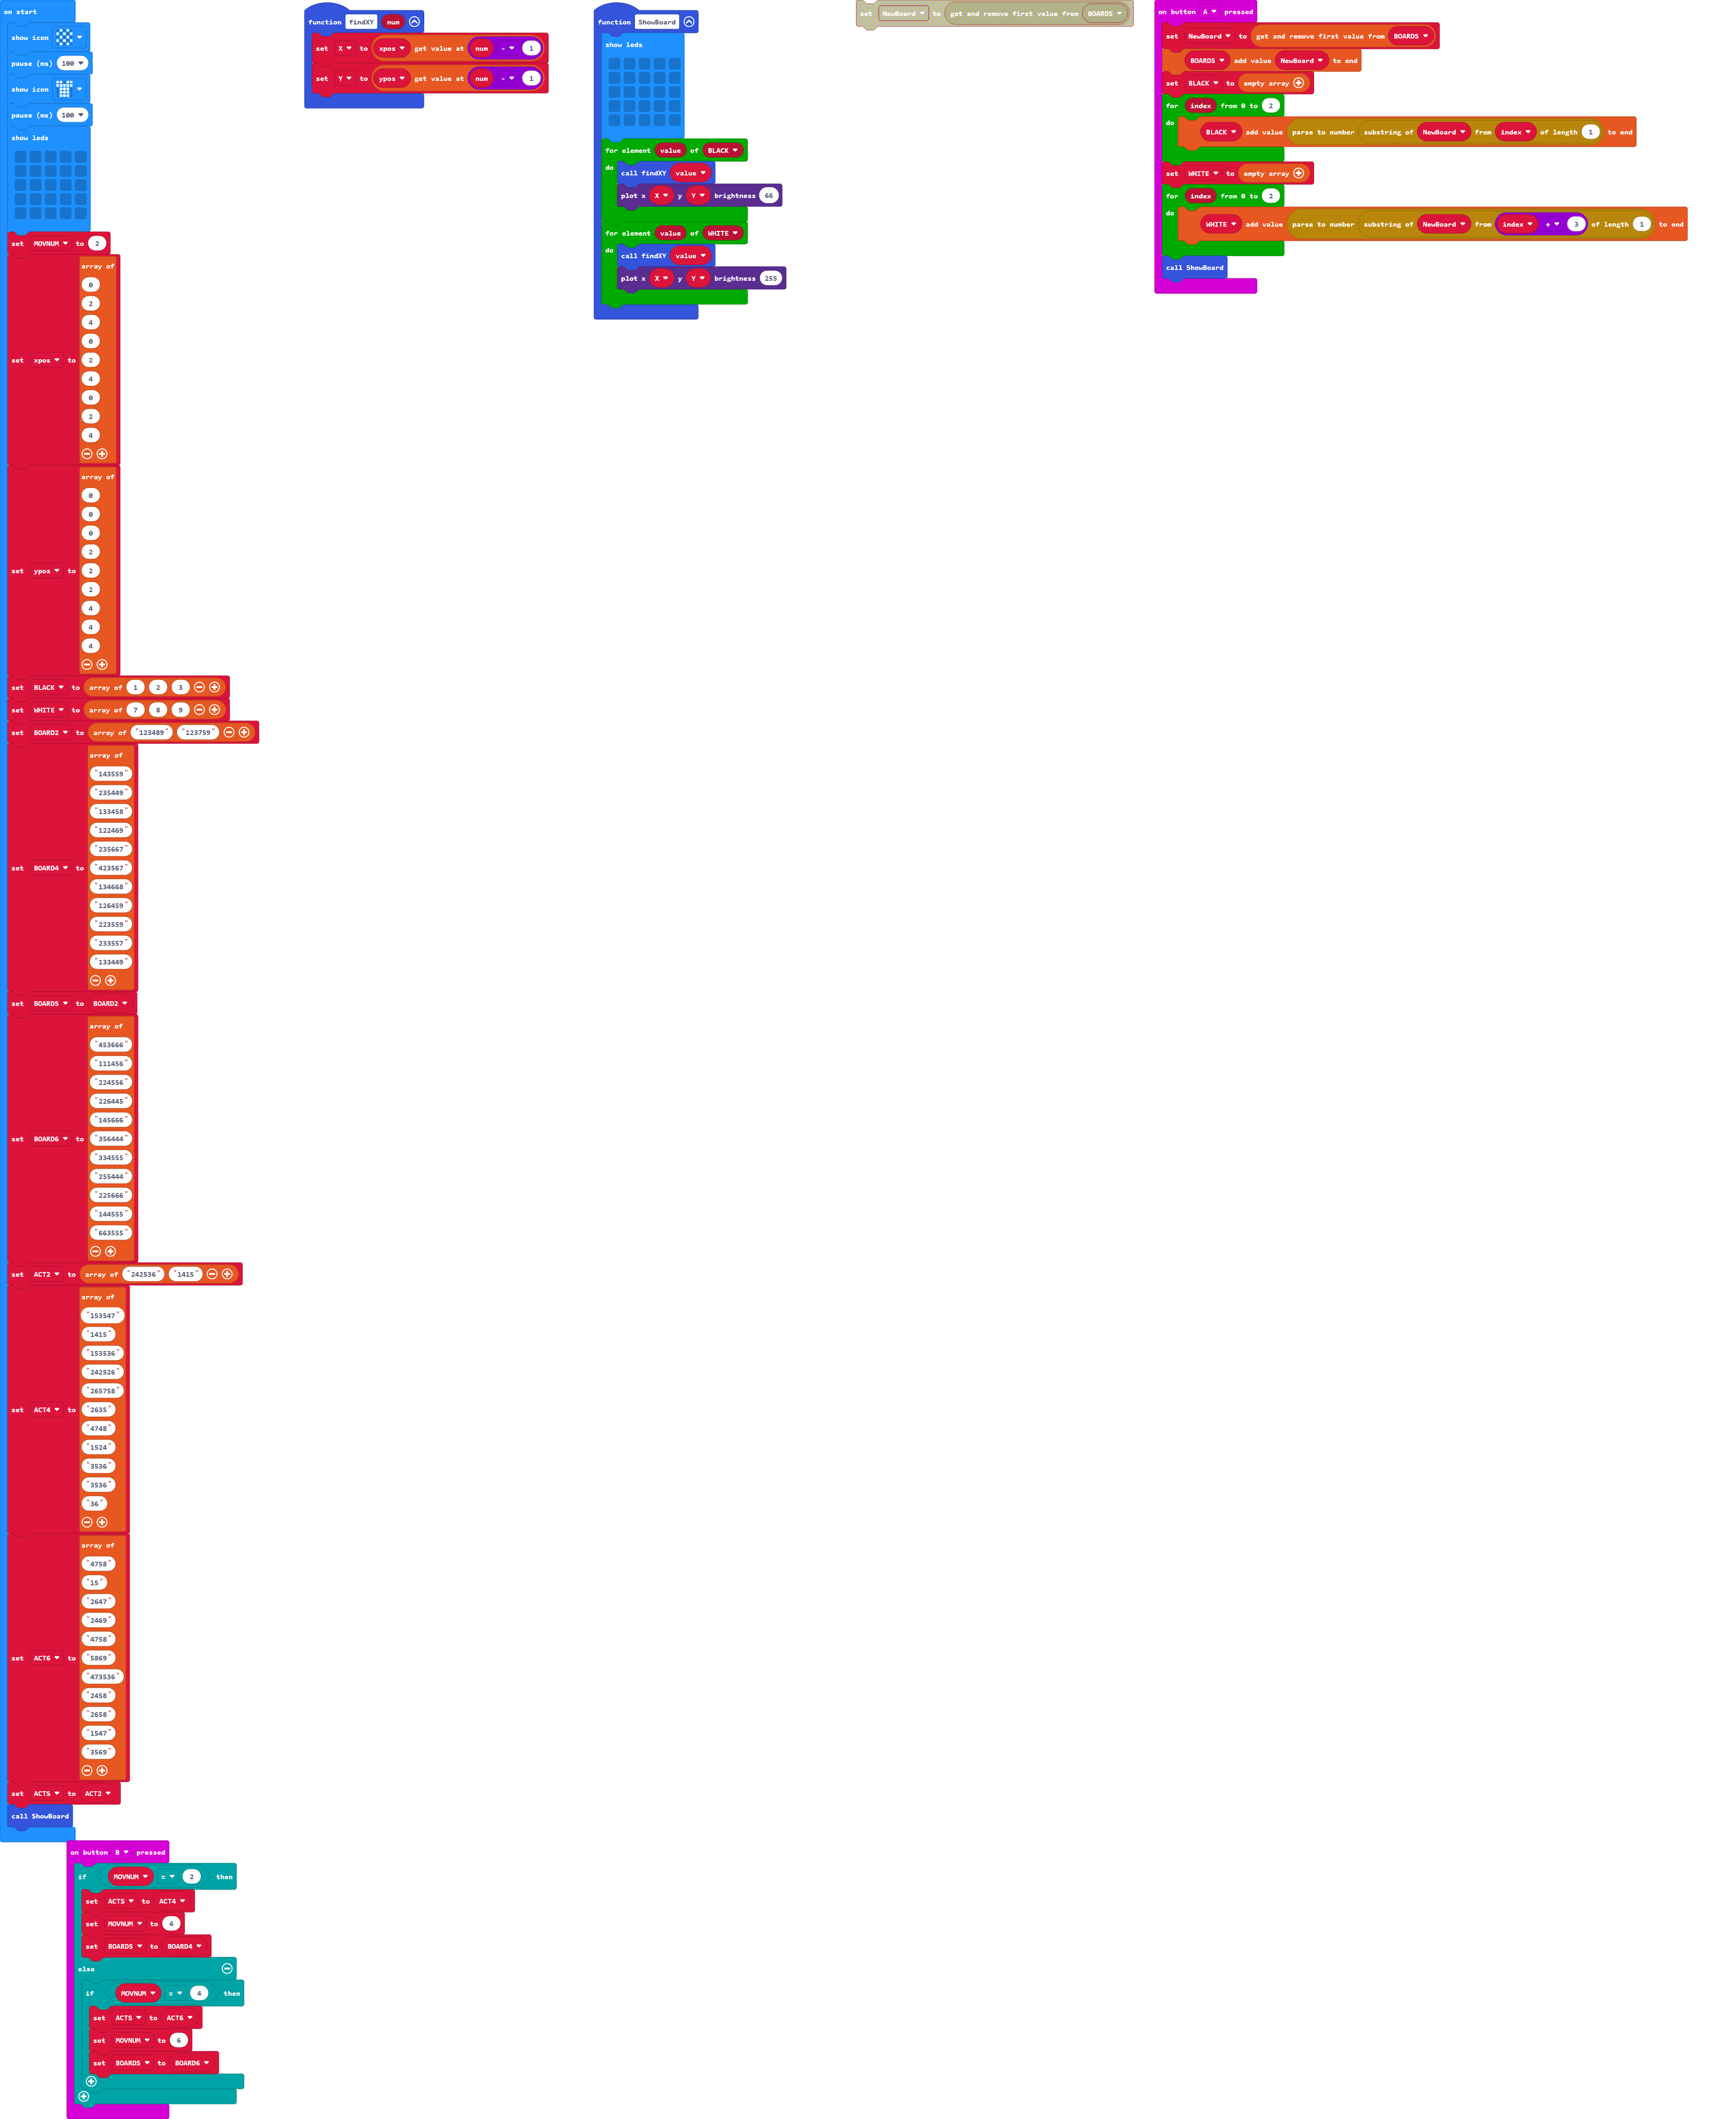 on start
show icon
pause (ms) 100
show icon
pause (ms) 100
show leds
set MOVNUM to 2
array of
0
2
4
0
set xpos to 2
4
0
2
4
array of
0
0
0
2
set ypos to 2
2
4
4
4
set BLACK to array of 1 2 3
set WHITE to array of 7 8 9
set BOARD2 to array of "123489" "123759"
array of
"143559"
"235449"
"133458"
"122469"
"235667"
set BOARD4 to "423567"
"134668"
"126459"
"223559"
"233557"
"133449"
set BOARDS to BOARD2
array of
"453666"
"111456"
"224556"
"226445"
"145666"
set BOARD6 to "356444"
"334555"
"255444"
"225666"
"144555"
"663555"
set ACT2 to array of "242536" "1415"
array of
"153547"
"1415"
"153536"
"242526"
"265758"
set ACT4 to "2635"
"4748"
"1524"
"3536"
"3536"
"36"
array of
"4758"
"15"
"2647"
"2469"
"4758"
set ACT6 to "5869"
"473536"
"2458"
"2658"
"1547"
"3569"
set ACTS to ACT2
call ShowBoard
function findXY num
set X to xpos get value at num - 1
set Y to ypos get value at num - 1
function ShowBoard
show leds
for element value of BLACK
do call findXY value
plot x X y Y brightness 66
for element value of WHITE
do call findXY value
plot x X y Y brightness 255
set NewBoard to get and remove first value from BOARDS
on button A pressed
set NewBoard to get and remove first value from BOARDS
BOARDS add value NewBoard to end
set BLACK to empty array
for index from 0 to 2
do BLACK add value parse to number substring of NewBoard from index of length 1 to end
set WHITE to empty array
for index from 0 to 2
do WHITE add value parse to number substring of NewBoard from index + 3 of length 1 to end
call ShowBoard
on button B pressed
if MOVNUM = 2 then
set ACTS to ACT4
set MOVNUM to 4
set BOARDS to BOARD4
else
if MOVNUM = 4 then
set ACTS to ACT6
set MOVNUM to 6
set BOARDS to BOARD6